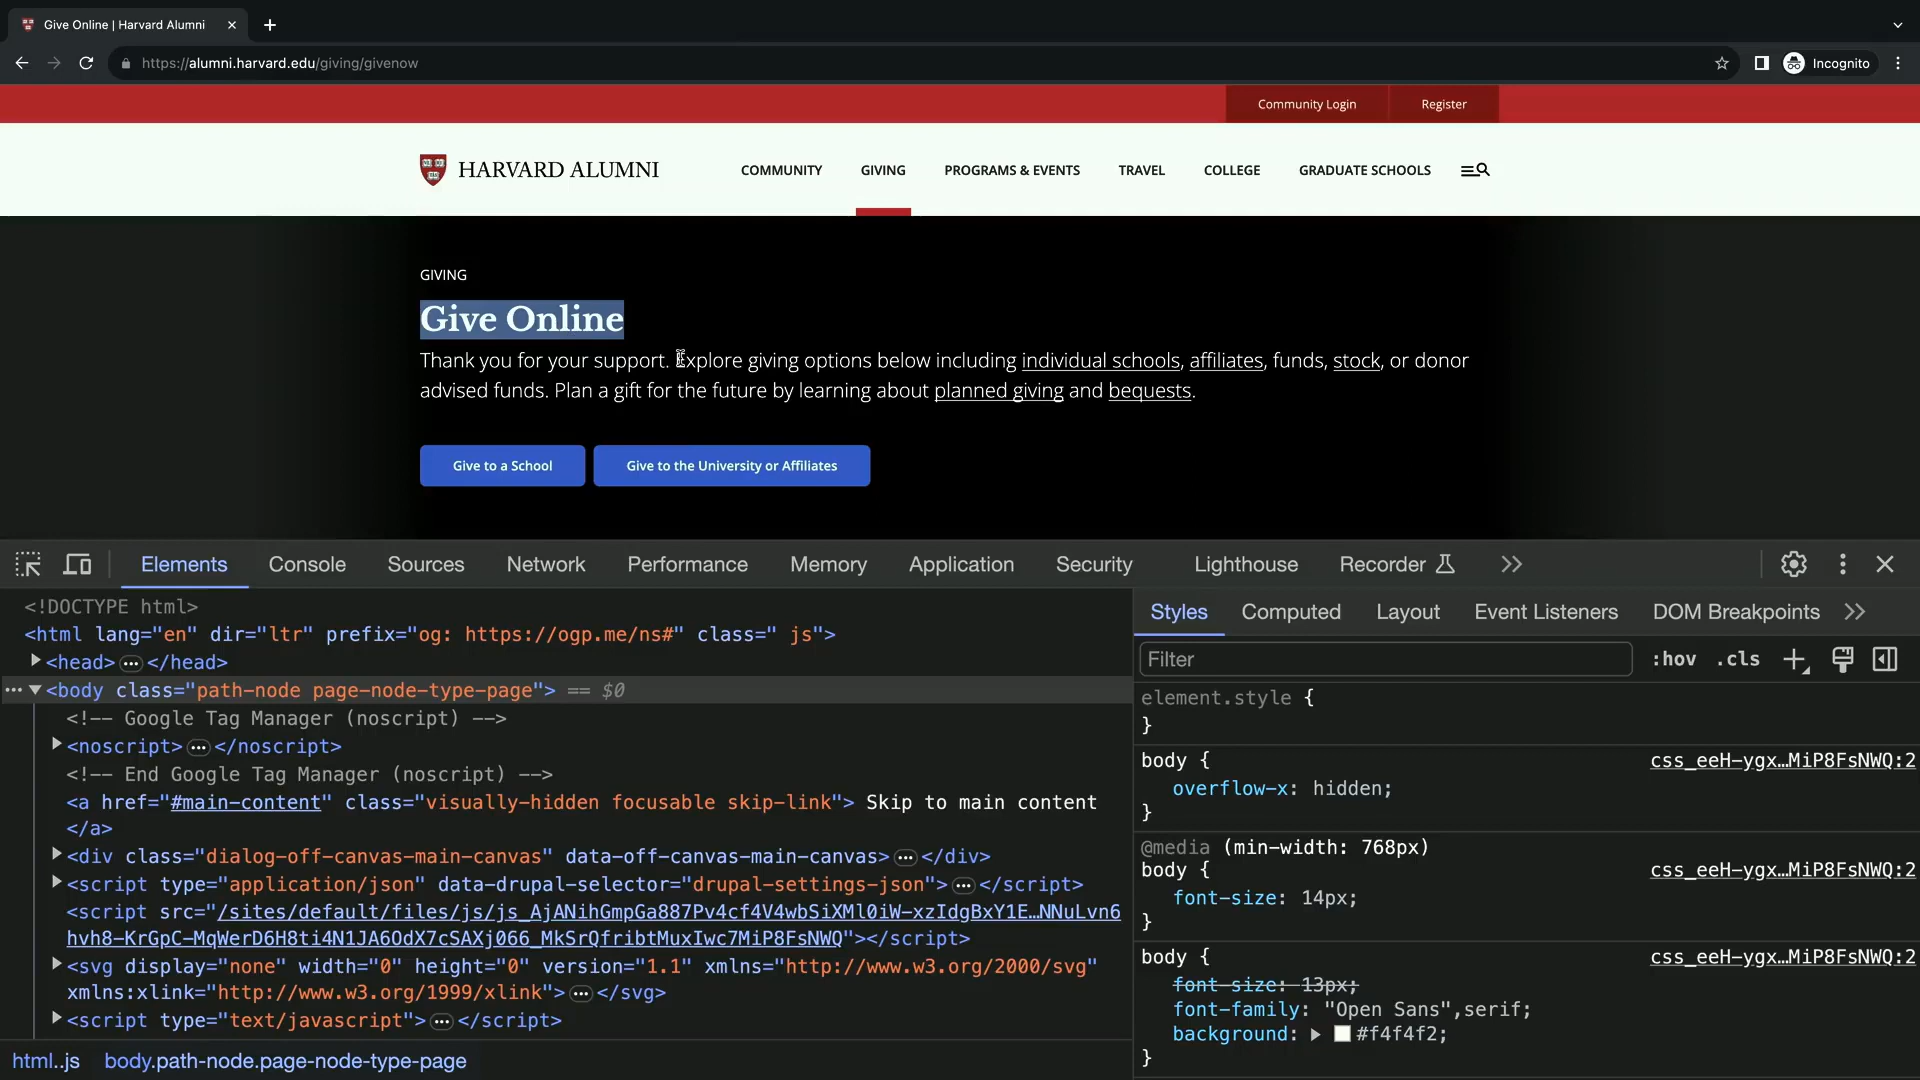 Give Online | Harvard Alumni
https://alumni.harvard.edu/giving/givenow
Incognito
Community Login
Register
HARVARD ALUMNI
COMMUNITY
GIVING
PROGRAMS & EVENTS
TRAVEL
COLLEGE
GRADUATE SCHOOLS
GIVING
Give Online
Thank you for your support. Explore giving options below including individual schools, affiliates, funds, stock, or donor
advised funds. Plan a gift for the future by learning about planned giving and bequests.
Give to a School
Give to the University or Affiliates
Elements
Console
Sources
Network
Performance
Memory
Application
Security
Lighthouse
Recorder
<!DOCTYPE html>
<html lang="en" dir="ltr" prefix="og: https://ogp.me/ns#" class=" js">
<head>…</head>
<body class="path-node page-node-type-page"> == $0
<!-- Google Tag Manager (noscript) -->
<noscript>…</noscript>
<!-- End Google Tag Manager (noscript) -->
<a href="#main-content" class="visually-hidden focusable skip-link"> Skip to main content
</a>
<div class="dialog-off-canvas-main-canvas" data-off-canvas-main-canvas>…</div>
<script type="application/json" data-drupal-selector="drupal-settings-json">…</script>
<script src="/sites/default/files/js/js_AjANihGmpGa887Pv4cf4V4wbSiXMl0iW-xzIdgBxY1E…NNuLvn6
hvh8-KrGpC-MqWerD6H8ti4N1JA6OdX7cSAXj066_MkSrQfribtMuxIwc7MiP8FsNWQ"></script>
<svg display="none" width="0" height="0" version="1.1" xmlns="http://www.w3.org/2000/svg"
xmlns:xlink="http://www.w3.org/1999/xlink">…</svg>
<script type="text/javascript">…</script>
html..js
body.path-node.page-node-type-page
Styles
Computed
Layout
Event Listeners
DOM Breakpoints
Filter
:hov
.cls
element.style {
}
body {
css_eeH-ygx…MiP8FsNWQ:2
overflow-x: hidden;
}
@media (min-width: 768px)
body {
css_eeH-ygx…MiP8FsNWQ:2
font-size: 14px;
}
body {
css_eeH-ygx…MiP8FsNWQ:2
font-size: 13px;
font-family: "Open Sans",serif;
background: #f4f4f2;
}